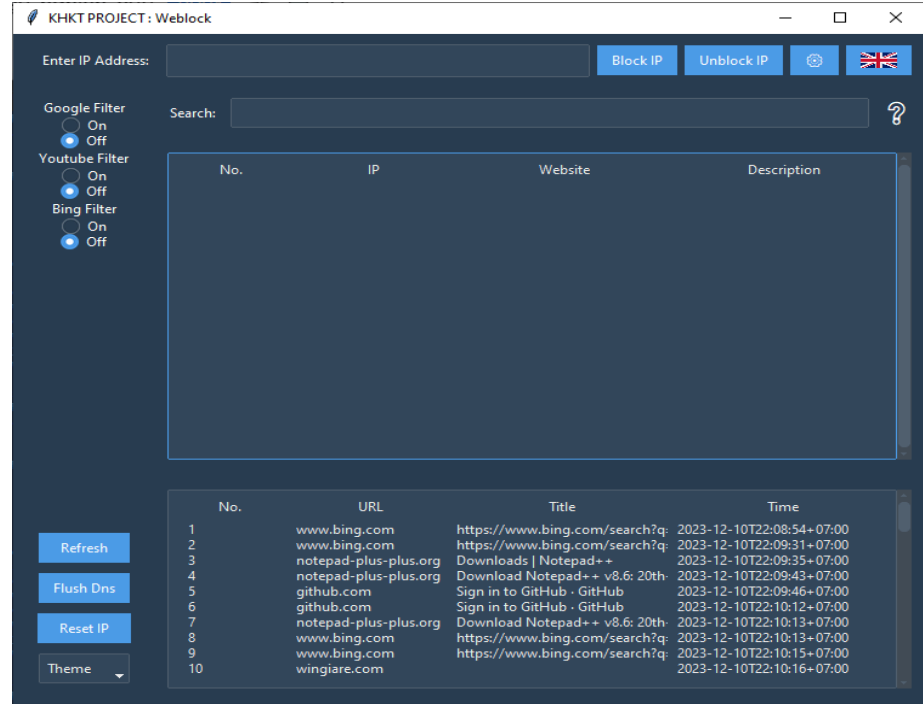 KHKT PROJECT : Weblock
Enter IP Address: Block IP Unblock IP
Google Filter
On
Off
Youtube Filter
On
Off
Bing Filter
On
Off
Search: ?
No. IP Website Description
No. URL Title Time
1 www.bing.com https://www.bing.com/search?q: 2023-12-10T22:08:54+07:00
2 www.bing.com https://www.bing.com/search?q: 2023-12-10T22:09:31+07:00
3 notepad-plus-plus.org Downloads | Notepad++ 2023-12-10T22:09:35+07:00
4 notepad-plus-plus.org Download Notepad++ v8.6: 20th- 2023-12-10T22:09:43+07:00
5 github.com Sign in to GitHub · GitHub 2023-12-10T22:09:46+07:00
6 github.com Sign in to GitHub · GitHub 2023-12-10T22:10:12+07:00
7 notepad-plus-plus.org Download Notepad++ v8.6: 20th- 2023-12-10T22:10:13+07:00
8 www.bing.com https://www.bing.com/search?q: 2023-12-10T22:10:13+07:00
9 www.bing.com https://www.bing.com/search?q: 2023-12-10T22:10:15+07:00
10 wingiare.com 2023-12-10T22:10:16+07:00
Refresh
Flush Dns
Reset IP
Theme